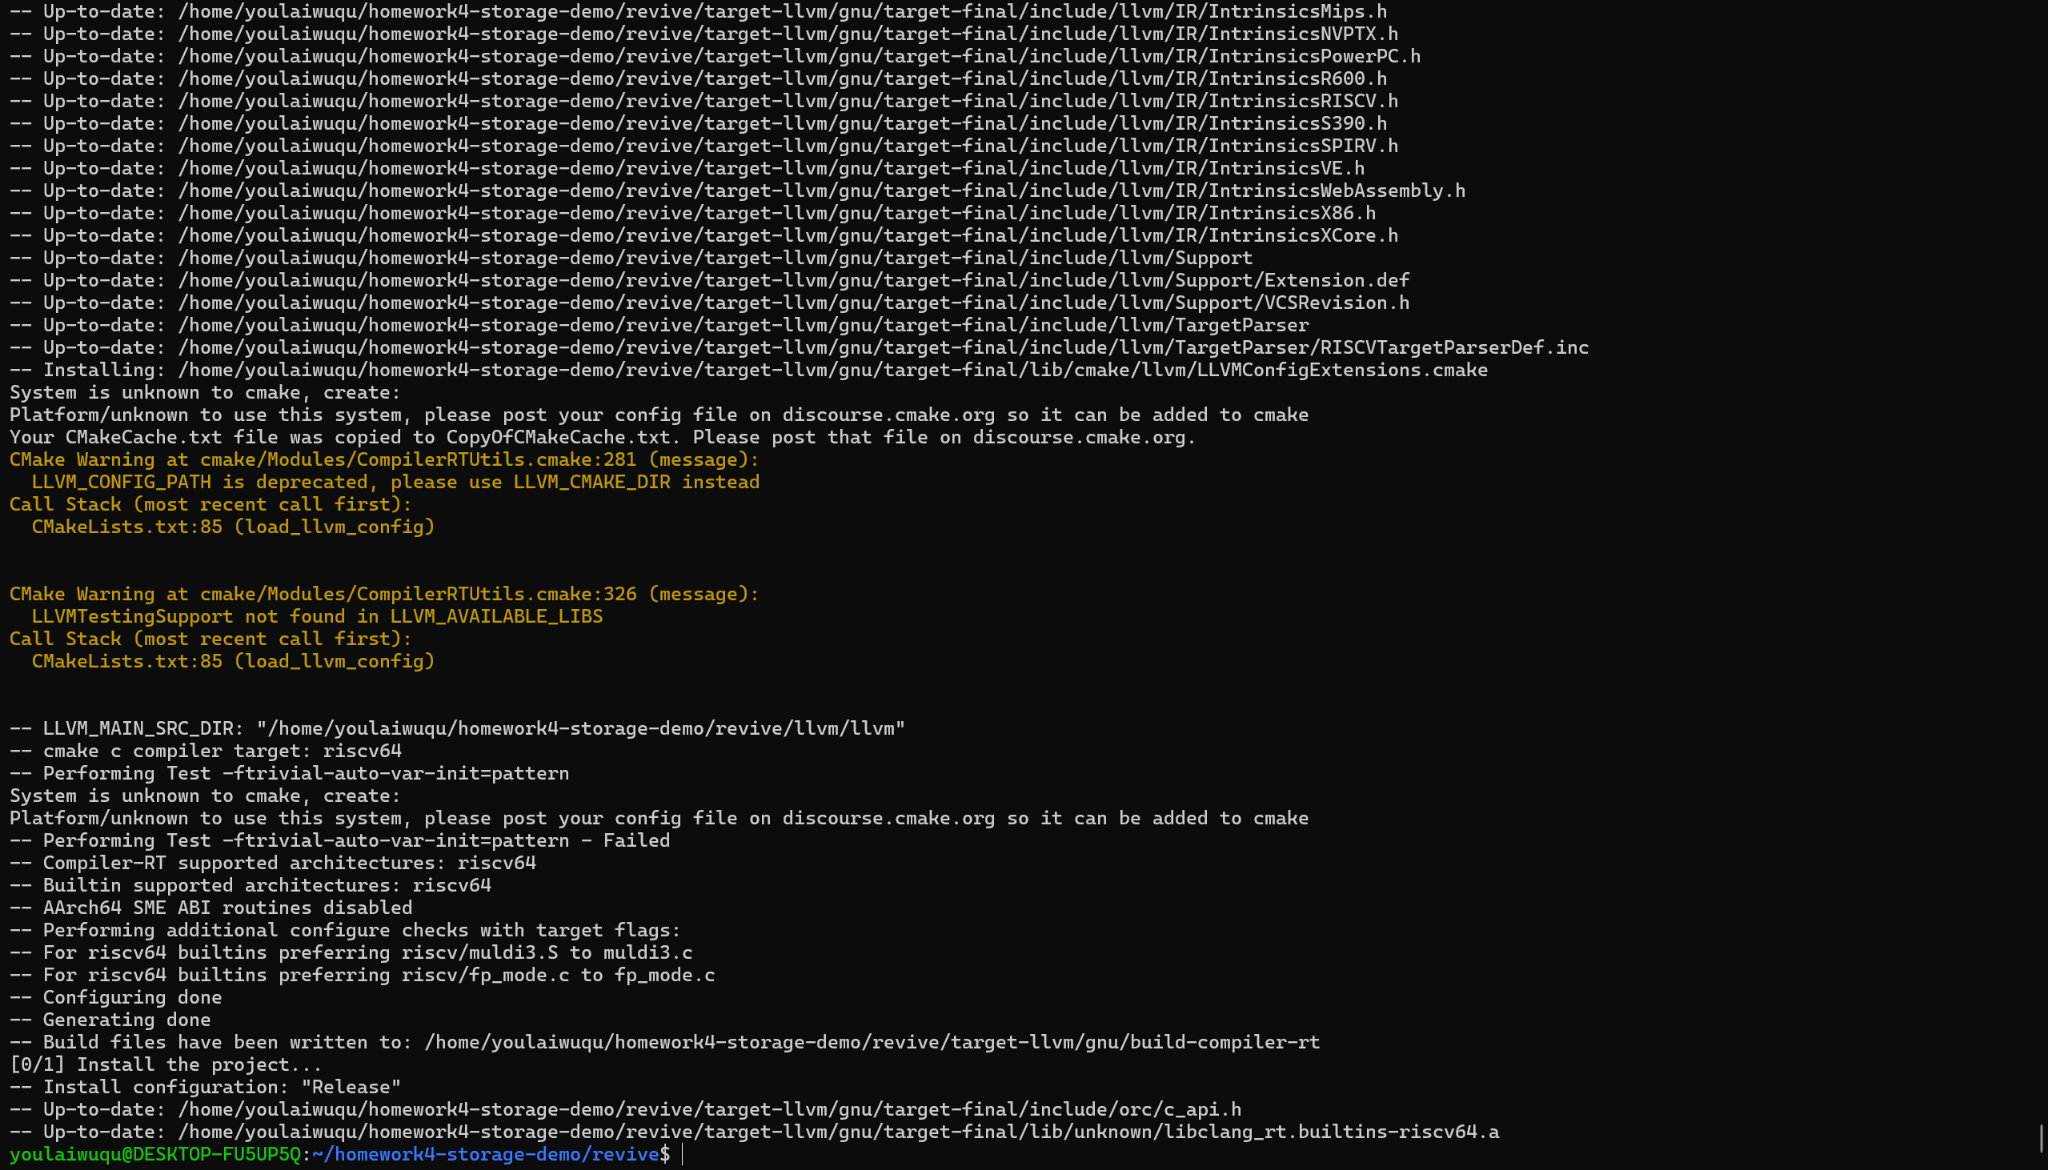 -- Up-to-date: /home/youlaiwuqu/homework4-storage-demo/revive/target-llvm/gnu/target-final/include/llvm/IR/IntrinsicsMips.h
-- Up-to-date: /home/youlaiwuqu/homework4-storage-demo/revive/target-llvm/gnu/target-final/include/llvm/IR/IntrinsicsNVPTX.h
-- Up-to-date: /home/youlaiwuqu/homework4-storage-demo/revive/target-llvm/gnu/target-final/include/llvm/IR/IntrinsicsPowerPC.h
-- Up-to-date: /home/youlaiwuqu/homework4-storage-demo/revive/target-llvm/gnu/target-final/include/llvm/IR/IntrinsicsR600.h
-- Up-to-date: /home/youlaiwuqu/homework4-storage-demo/revive/target-llvm/gnu/target-final/include/llvm/IR/IntrinsicsRISCV.h
-- Up-to-date: /home/youlaiwuqu/homework4-storage-demo/revive/target-llvm/gnu/target-final/include/llvm/IR/IntrinsicsS390.h
-- Up-to-date: /home/youlaiwuqu/homework4-storage-demo/revive/target-llvm/gnu/target-final/include/llvm/IR/IntrinsicsSPIRV.h
-- Up-to-date: /home/youlaiwuqu/homework4-storage-demo/revive/target-llvm/gnu/target-final/include/llvm/IR/IntrinsicsVE.h
-- Up-to-date: /home/youlaiwuqu/homework4-storage-demo/revive/target-llvm/gnu/target-final/include/llvm/IR/IntrinsicsWebAssembly.h
-- Up-to-date: /home/youlaiwuqu/homework4-storage-demo/revive/target-llvm/gnu/target-final/include/llvm/IR/IntrinsicsX86.h
-- Up-to-date: /home/youlaiwuqu/homework4-storage-demo/revive/target-llvm/gnu/target-final/include/llvm/IR/IntrinsicsXCore.h
-- Up-to-date: /home/youlaiwuqu/homework4-storage-demo/revive/target-llvm/gnu/target-final/include/llvm/Support
-- Up-to-date: /home/youlaiwuqu/homework4-storage-demo/revive/target-llvm/gnu/target-final/include/llvm/Support/Extension.def
-- Up-to-date: /home/youlaiwuqu/homework4-storage-demo/revive/target-llvm/gnu/target-final/include/llvm/Support/VCSRevision.h
-- Up-to-date: /home/youlaiwuqu/homework4-storage-demo/revive/target-llvm/gnu/target-final/include/llvm/TargetParser
-- Up-to-date: /home/youlaiwuqu/homework4-storage-demo/revive/target-llvm/gnu/target-final/include/llvm/TargetParser/RISCVTargetParserDef.inc
-- Installing: /home/youlaiwuqu/homework4-storage-demo/revive/target-llvm/gnu/target-final/lib/cmake/llvm/LLVMConfigExtensions.cmake
System is unknown to cmake, create:
Platform/unknown to use this system, please post your config file on discourse.cmake.org so it can be added to cmake
Your CMakeCache.txt file was copied to CopyOfCMakeCache.txt. Please post that file on discourse.cmake.org.
CMake Warning at cmake/Modules/CompilerRTUtils.cmake:281 (message):
  LLVM_CONFIG_PATH is deprecated, please use LLVM_CMAKE_DIR instead
Call Stack (most recent call first):
  CMakeLists.txt:85 (load_llvm_config)
CMake Warning at cmake/Modules/CompilerRTUtils.cmake:326 (message):
  LLVMTestingSupport not found in LLVM_AVAILABLE_LIBS
Call Stack (most recent call first):
  CMakeLists.txt:85 (load_llvm_config)
-- LLVM_MAIN_SRC_DIR: "/home/youlaiwuqu/homework4-storage-demo/revive/llvm/llvm"
-- cmake c compiler target: riscv64
-- Performing Test -ftrivial-auto-var-init=pattern
System is unknown to cmake, create:
Platform/unknown to use this system, please post your config file on discourse.cmake.org so it can be added to cmake
-- Performing Test -ftrivial-auto-var-init=pattern - Failed
-- Compiler-RT supported architectures: riscv64
-- Builtin supported architectures: riscv64
-- AArch64 SME ABI routines disabled
-- Performing additional configure checks with target flags:
-- For riscv64 builtins preferring riscv/muldi3.S to muldi3.c
-- For riscv64 builtins preferring riscv/fp_mode.c to fp_mode.c
-- Configuring done
-- Generating done
-- Build files have been written to: /home/youlaiwuqu/homework4-storage-demo/revive/target-llvm/gnu/build-compiler-rt
[0/1] Install the project...
-- Install configuration: "Release"
-- Up-to-date: /home/youlaiwuqu/homework4-storage-demo/revive/target-llvm/gnu/target-final/include/orc/c_api.h
-- Up-to-date: /home/youlaiwuqu/homework4-storage-demo/revive/target-llvm/gnu/target-final/lib/unknown/libclang_rt.builtins-riscv64.a
youlaiwuqu@DESKTOP-FU5UP5Q:~/homework4-storage-demo/revive$